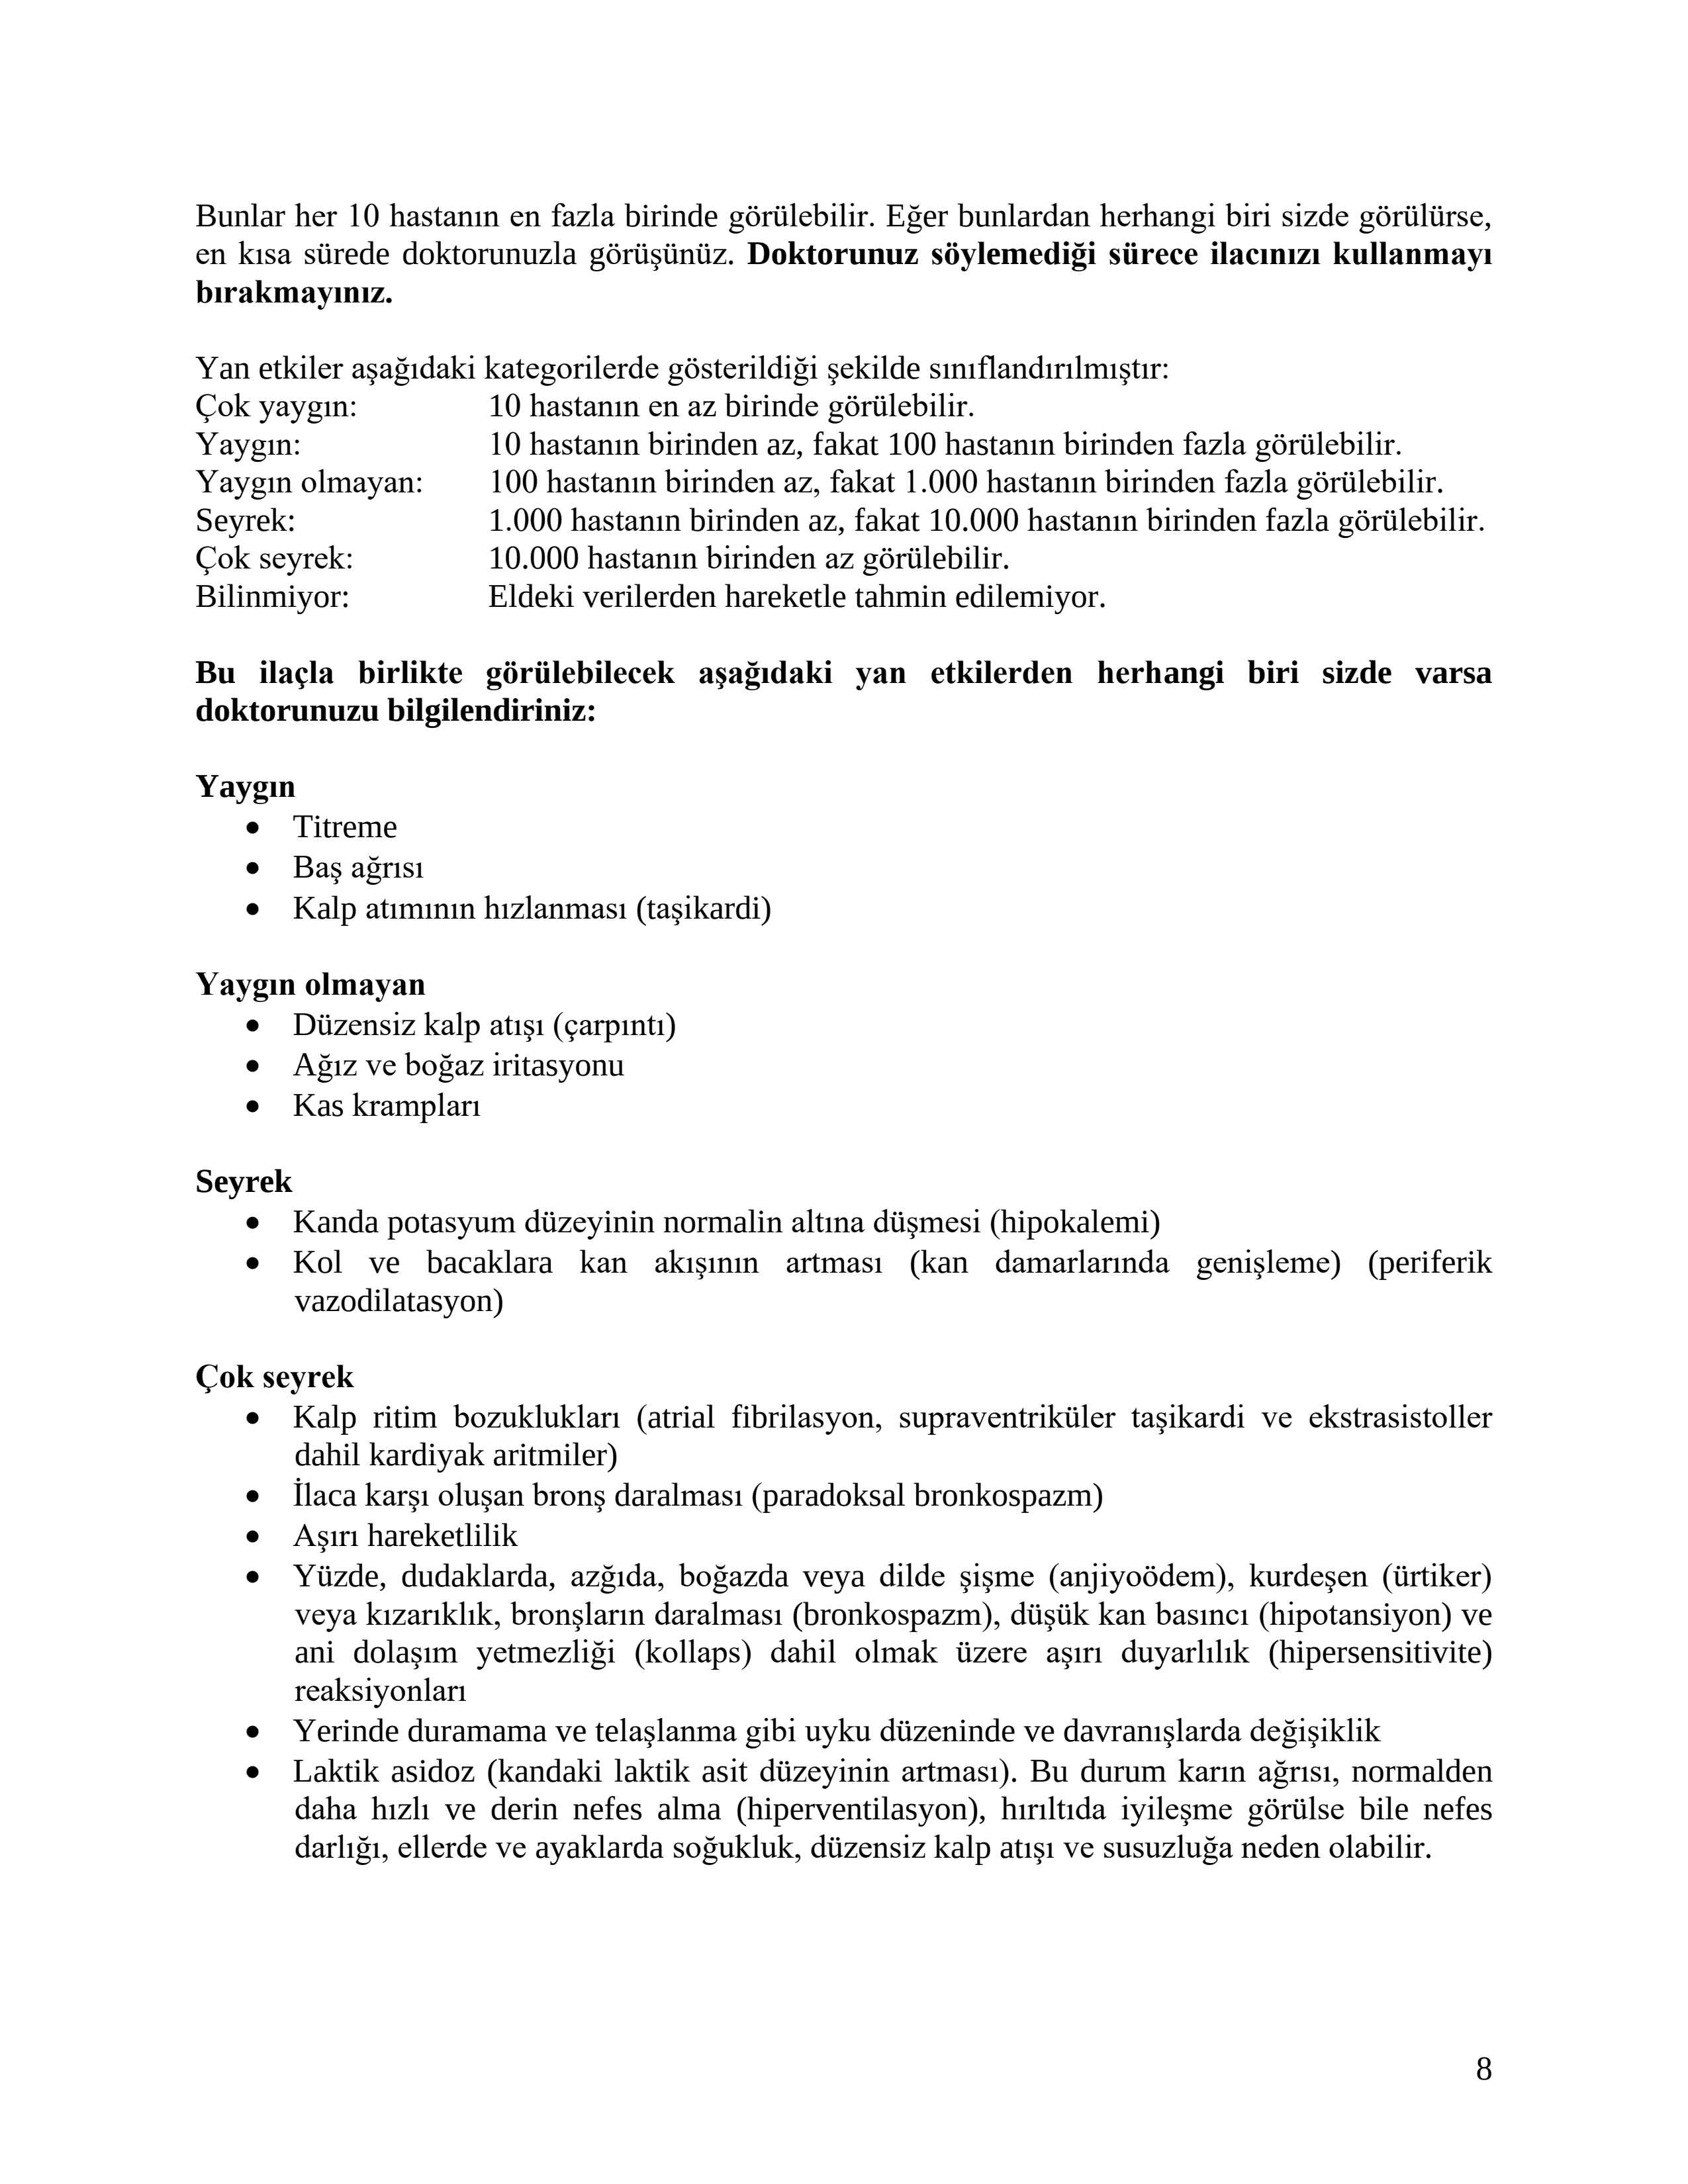 Bunlar her 10 hastanın en fazla birinde görülebilir. Eğer bunlardan herhangi biri sizde görülürse,
en kısa sürede doktorunuzla görüşünüz. Doktorunuz söylemediği sürece ilacınızı kullanmayı
bırakmayınız.
Yan etkiler aşağıdaki kategorilerde gösterildiği şekilde sınıflandırılmıştır:
Çok yaygın: 10 hastanın en az birinde görülebilir.
Yaygın: 10 hastanın birinden az, fakat 100 hastanın birinden fazla görülebilir.
Yaygın olmayan: 100 hastanın birinden az, fakat 1.000 hastanın birinden fazla görülebilir.
Seyrek: 1.000 hastanın birinden az, fakat 10.000 hastanın birinden fazla görülebilir.
Çok seyrek: 10.000 hastanın birinden az görülebilir.
Bilinmiyor: Eldeki verilerden hareketle tahmin edilemiyor.
Bu ilaçla birlikte görülebilecek aşağıdaki yan etkilerden herhangi biri sizde varsa
doktorunuzu bilgilendiriniz:
Yaygın
• Titreme
• Baş ağrısı
• Kalp atımının hızlanması (taşikardi)
Yaygın olmayan
• Düzensiz kalp atışı (çarpıntı)
• Ağız ve boğaz iritasyonu
• Kas krampları
Seyrek
• Kanda potasyum düzeyinin normalin altına düşmesi (hipokalemi)
• Kol ve bacaklara kan akışının artması (kan damarlarında genişleme) (periferik
vazodilatasyon)
Çok seyrek
• Kalp ritim bozuklukları (atrial fibrilasyon, supraventriküler taşikardi ve ekstrasistoller
dahil kardiyak aritmiler)
• İlaca karşı oluşan bronş daralması (paradoksal bronkospazm)
• Aşırı hareketlilik
• Yüzde, dudaklarda, azğıda, boğazda veya dilde şişme (anjiyoödem), kurdeşen (ürtiker)
veya kızarıklık, bronşların daralması (bronkospazm), düşük kan basıncı (hipotansiyon) ve
ani dolaşım yetmezliği (kollaps) dahil olmak üzere aşırı duyarlılık (hipersensitivite)
reaksiyonları
• Yerinde duramama ve telaşlanma gibi uyku düzeninde ve davranışlarda değişiklik
• Laktik asidoz (kandaki laktik asit düzeyinin artması). Bu durum karın ağrısı, normalden
daha hızlı ve derin nefes alma (hiperventilasyon), hırıltıda iyileşme görülse bile nefes
darlığı, ellerde ve ayaklarda soğukluk, düzensiz kalp atışı ve susuzluğa neden olabilir.
8